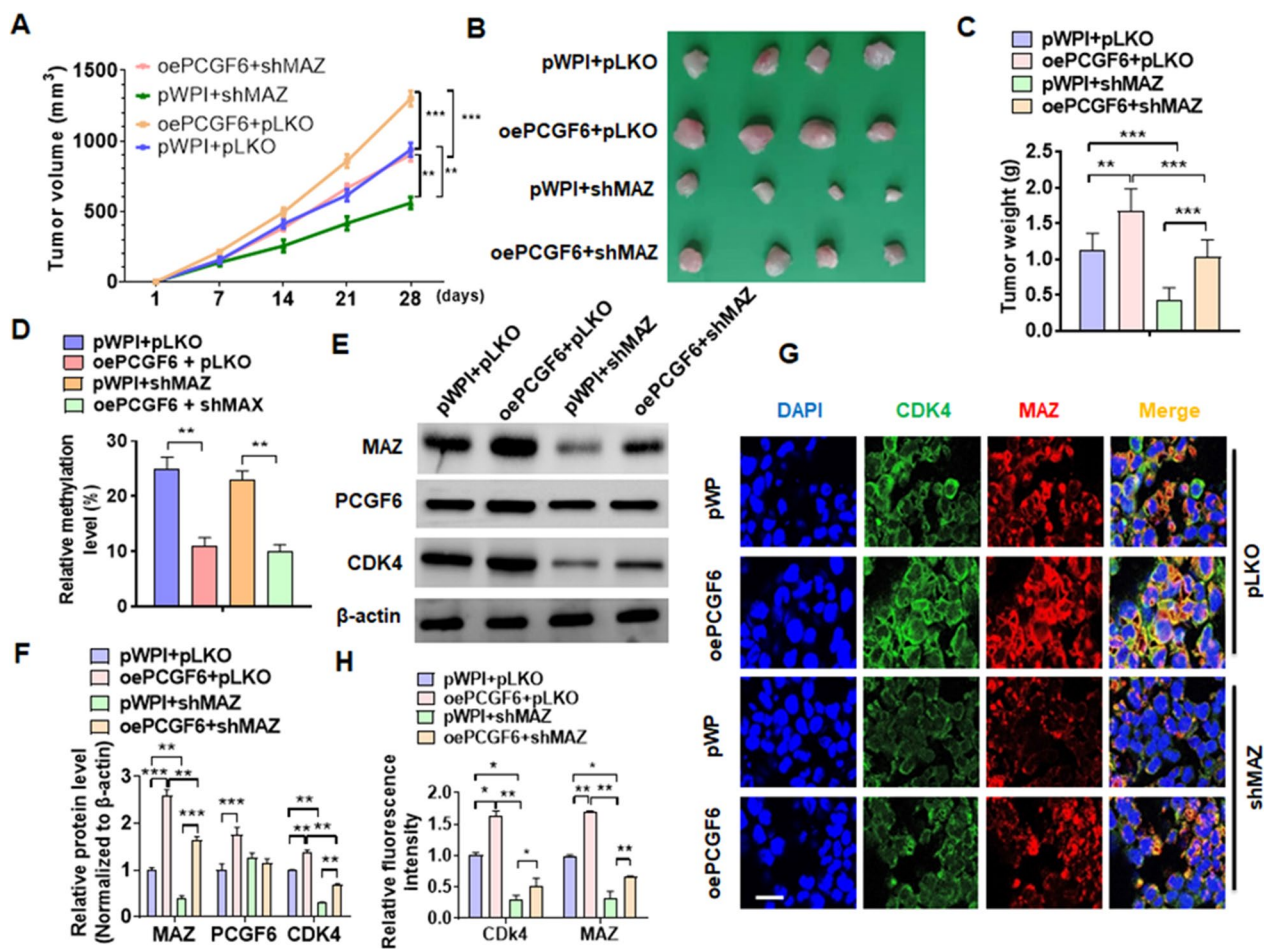 A
oePCGF6+shMAZ
pWPI+shMAZ
oePCGF6+pLKO
pWPI+pLKO
Tumor volume (mm³)
1500
1000
500
0
1 7 14 21 28 (days)
*** ***
** **
B
pWPI+pLKO
oePCGF6+pLKO
pWPI+shMAZ
oePCGF6+shMAZ
C
pWPI+pLKO
oePCGF6+pLKO
pWPI+shMAZ
oePCGF6+shMAZ
Tumor weight (g)
2.5
2.0
1.5
1.0
0.5
0.0
***
** ***
***
D
pWPI+pLKO
oePCGF6 + pLKO
pWPI+shMAZ
oePCGF6 + shMAX
Relative methylation
level (%)
30
20
10
0
** **
E
pWPI+pLKO
oePCGF6+pLKO
pWPI+shMAZ
oePCGF6+shMAZ
MAZ
PCGF6
CDK4
β-actin
F
pWPI+pLKO
oePCGF6+pLKO
pWPI+shMAZ
oePCGF6+shMAZ
Relative protein level
(Normalized to β-actin)
3
2
1
0
**
*** **
***
***
**
** **
**
MAZ PCGF6 CDK4
G
DAPI CDK4 MAZ Merge
pWP
oePCGF6
pLKO
pWP
oePCGF6
shMAZ
H
pWPI+pLKO
oePCGF6+pLKO
pWPI+shMAZ
oePCGF6+shMAZ
Relative fluorescence
Intensity
2.0
1.5
1.0
0.5
0.0
*
* **
*
*
** **
**
CDk4 MAZ